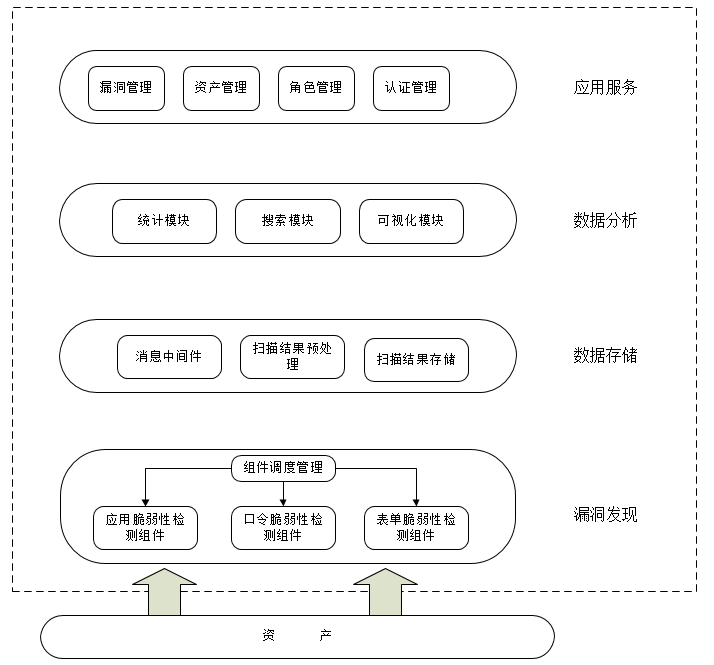 漏洞管理 资产管理 角色管理 认证管理 应用服务
统计模块 搜索模块 可视化模块 数据分析
消息中间件 扫描结果预处
理 扫描结果存储 数据存储
组件调度管理
应用脆弱性检
测组件
口令脆弱性检
测组件
表单脆弱性检
测组件
漏洞发现
资 产